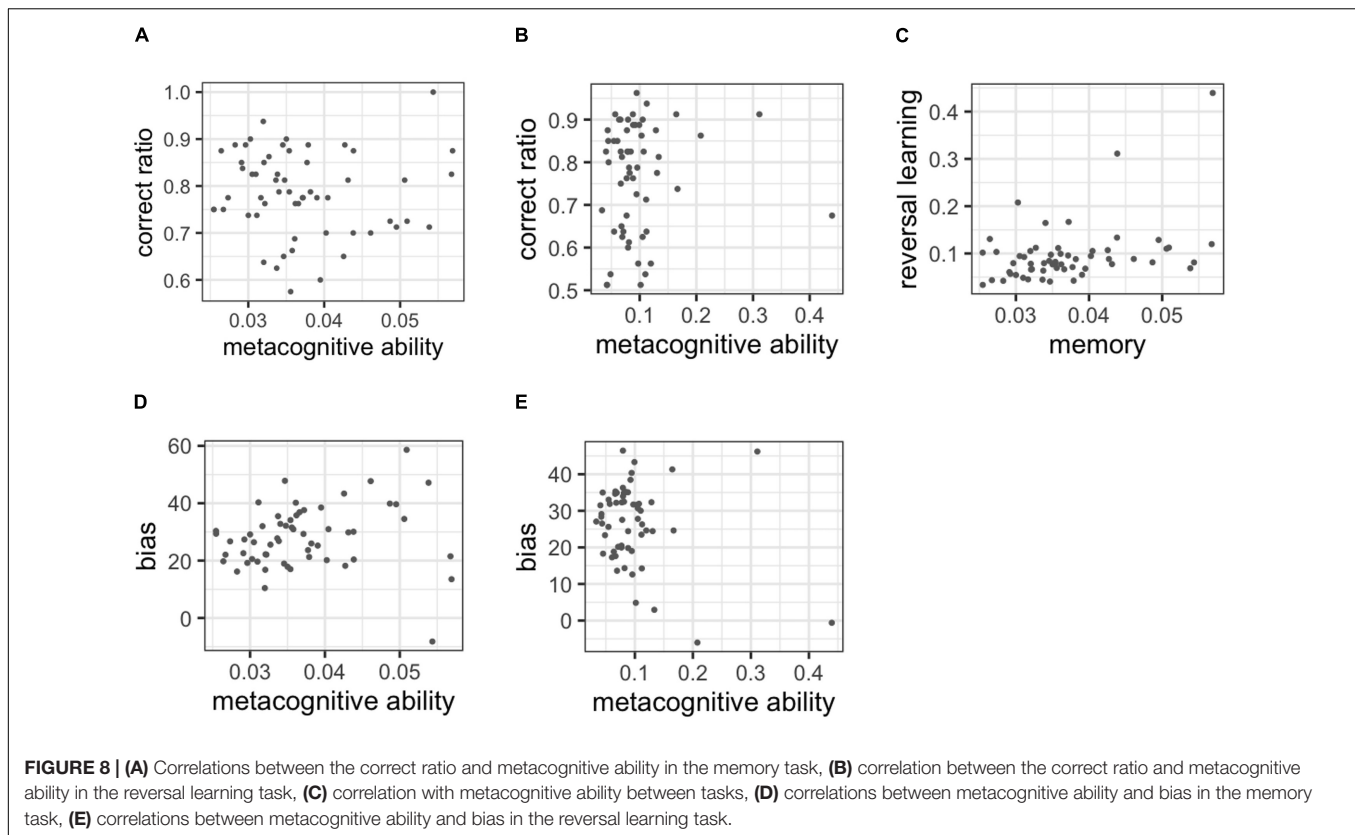 A
B
C
1.0
0.9
0.8
0.7
0.6
correct ratio
0.03 0.04 0.05
metacognitive ability
0.9
0.8
0.7
0.6
0.5
correct ratio
0.1 0.2 0.3 0.4
metacognitive ability
0.4
0.3
0.2
0.1
reversal learning
0.03 0.04 0.05
memory
D
E
60
40
20
0
bias
0.03 0.04 0.05
metacognitive ability
40
30
20
10
0
bias
0.1 0.2 0.3 0.4
metacognitive ability
FIGURE 8 | (A) Correlations between the correct ratio and metacognitive ability in the memory task, (B) correlation between the correct ratio and metacognitive
ability in the reversal learning task, (C) correlation with metacognitive ability between tasks, (D) correlations between metacognitive ability and bias in the memory
task, (E) correlations between metacognitive ability and bias in the reversal learning task.